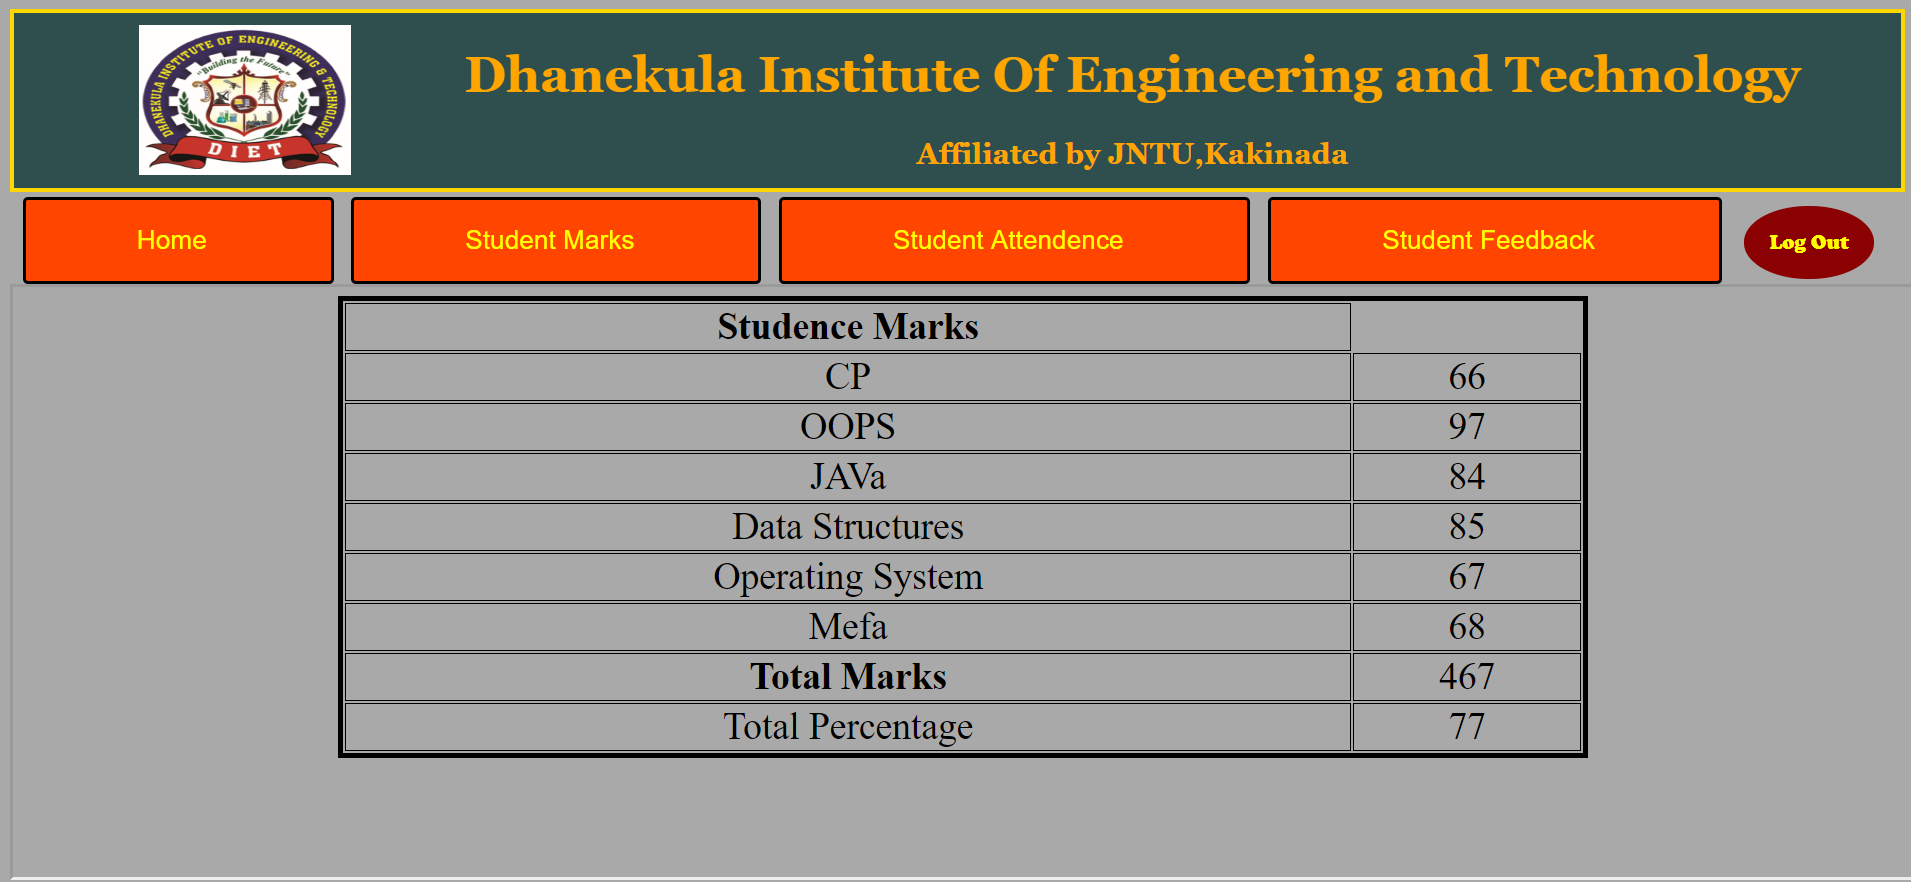 DHANEKULA INSTITUTE OF ENGINEERING & TECHNOLOGY
"Building the Future"
DIET
Dhanekula Institute Of Engineering and Technology
Affiliated by JNTU,Kakinada
Home Student Marks Student Attendence Student Feedback Log Out
Studence Marks
CP 66
OOPS 97
JAVa 84
Data Structures 85
Operating System 67
Mefa 68
Total Marks 467
Total Percentage 77